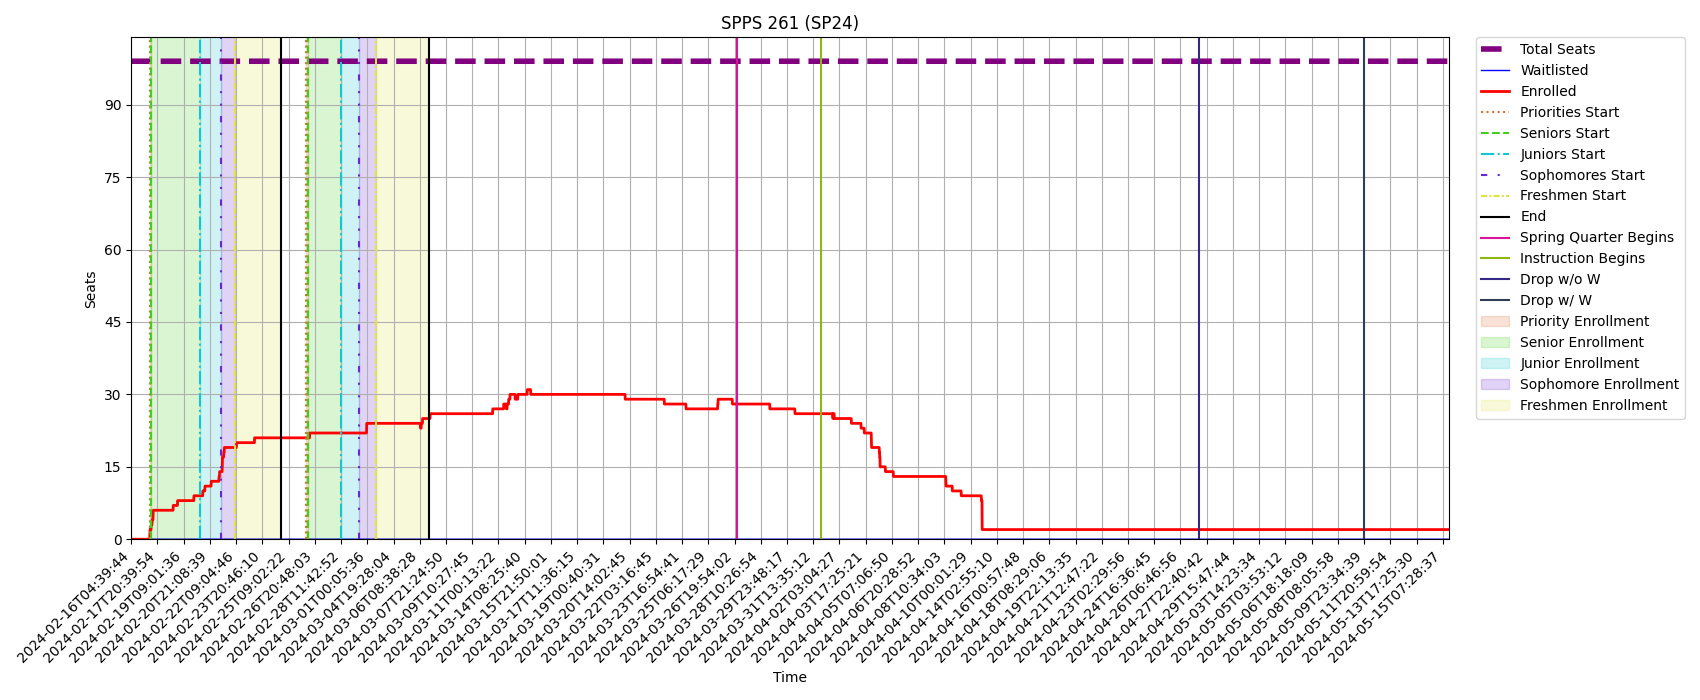 SPPS 261 (SP24)
Seats
90
75
60
45
30
15
0
2024-02-16T04:39:44
2024-02-17T20:39:54
2024-02-19T09:01:36
2024-02-20T21:08:39
2024-02-22T09:04:46
2024-02-23T20:46:10
2024-02-25T09:02:22
2024-02-26T20:48:03
2024-02-28T11:42:52
2024-03-01T00:05:36
2024-03-04T19:28:04
2024-03-06T08:38:28
2024-03-07T21:24:50
2024-03-09T10:27:45
2024-03-11T00:13:22
2024-03-14T08:25:40
2024-03-15T21:50:01
2024-03-17T11:36:15
2024-03-19T00:40:31
2024-03-20T14:02:45
2024-03-22T03:16:45
2024-03-23T16:54:41
2024-03-25T06:17:29
2024-03-26T19:54:02
2024-03-28T10:26:54
2024-03-29T23:48:17
2024-03-31T13:35:12
2024-04-02T03:04:27
2024-04-03T17:25:21
2024-04-05T07:06:50
2024-04-06T20:28:52
2024-04-08T10:34:03
2024-04-10T00:01:29
2024-04-14T02:55:10
2024-04-16T00:57:48
2024-04-18T08:29:06
2024-04-19T22:13:35
2024-04-21T12:47:22
2024-04-23T02:29:56
2024-04-24T16:36:45
2024-04-26T06:46:56
2024-04-27T22:40:42
2024-04-29T15:47:44
2024-05-03T14:23:34
2024-05-05T03:53:12
2024-05-06T18:18:09
2024-05-08T08:05:58
2024-05-09T23:34:39
2024-05-11T20:59:54
2024-05-13T17:25:30
2024-05-15T07:28:37
Time
Total Seats
Waitlisted
Enrolled
Priorities Start
Seniors Start
Juniors Start
Sophomores Start
Freshmen Start
End
Spring Quarter Begins
Instruction Begins
Drop w/o W
Drop w/ W
Priority Enrollment
Senior Enrollment
Junior Enrollment
Sophomore Enrollment
Freshmen Enrollment